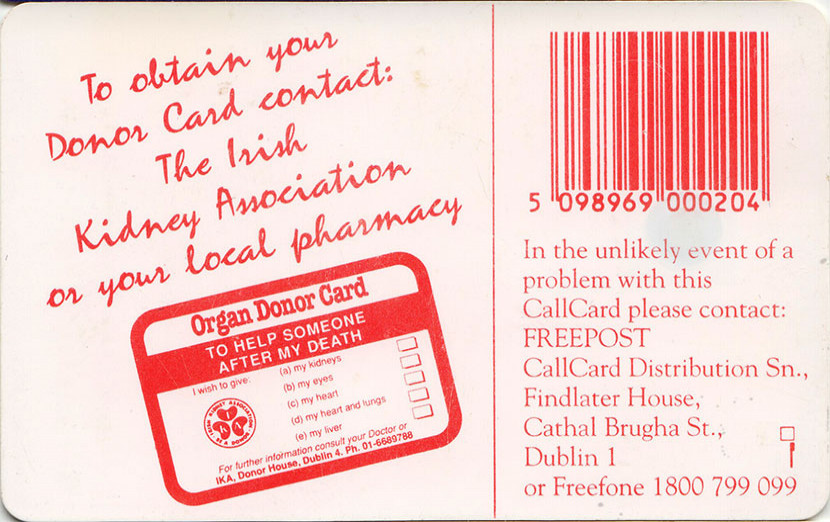 To obtain your
Donor Card contact:
The Irish
Kidney Association
or your local pharmacy
Organ Donor Card
TO HELP SOMEONE
AFTER MY DEATH
I wish to give:
(a) my kidneys
(b) my eyes
(c) my heart
(d) my heart and lungs
(e) my liver
For further information consult your Doctor or
IKA, Donor House, Dublin 4. Ph. 01-6689788
5 098969 000204
In the unlikely event of a
problem with this
CallCard please contact:
FREEPOST
CallCard Distribution Sn.,
Findlater House,
Cathal Brugha St.,
Dublin 1
or Freefone 1800 799 099